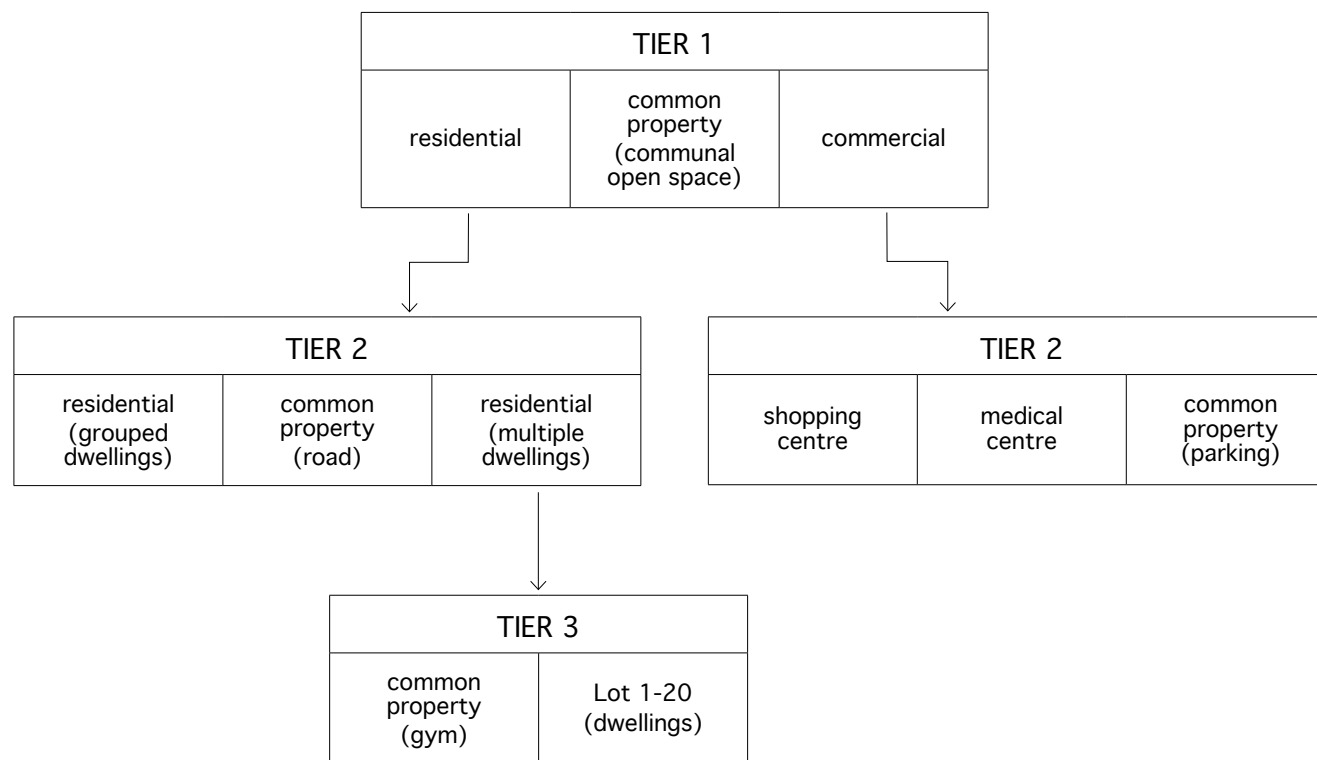 TIER 1
residential
common
property
(communal
open space)
commercial
TIER 2
residential
(grouped
dwellings)
common
property
(road)
residential
(multiple
dwellings)
TIER 2
shopping
centre
medical
centre
common
property
(parking)
TIER 3
common
property
(gym)
Lot 1-20
(dwellings)